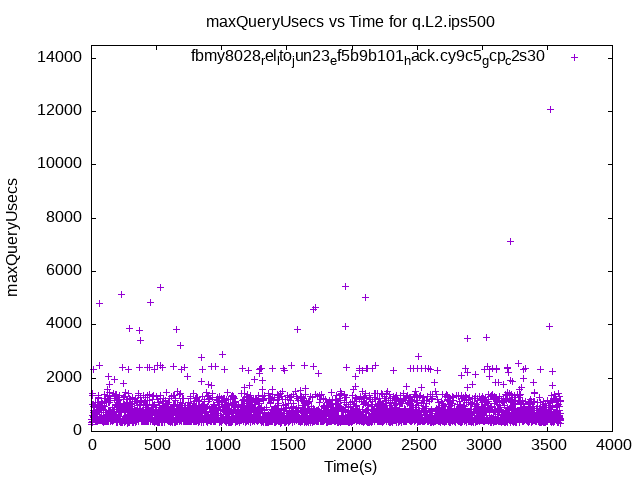 maxQueryUsecs vs Time for q.L2.ips500
fbmy8028relltojun23ef5b9b101hack.cy9c5gcpc2s30
14000
12000
10000
8000
6000
4000
2000
0
maxQueryUsecs
0 500 1000 1500 2000 2500 3000 3500 4000
Time(s)